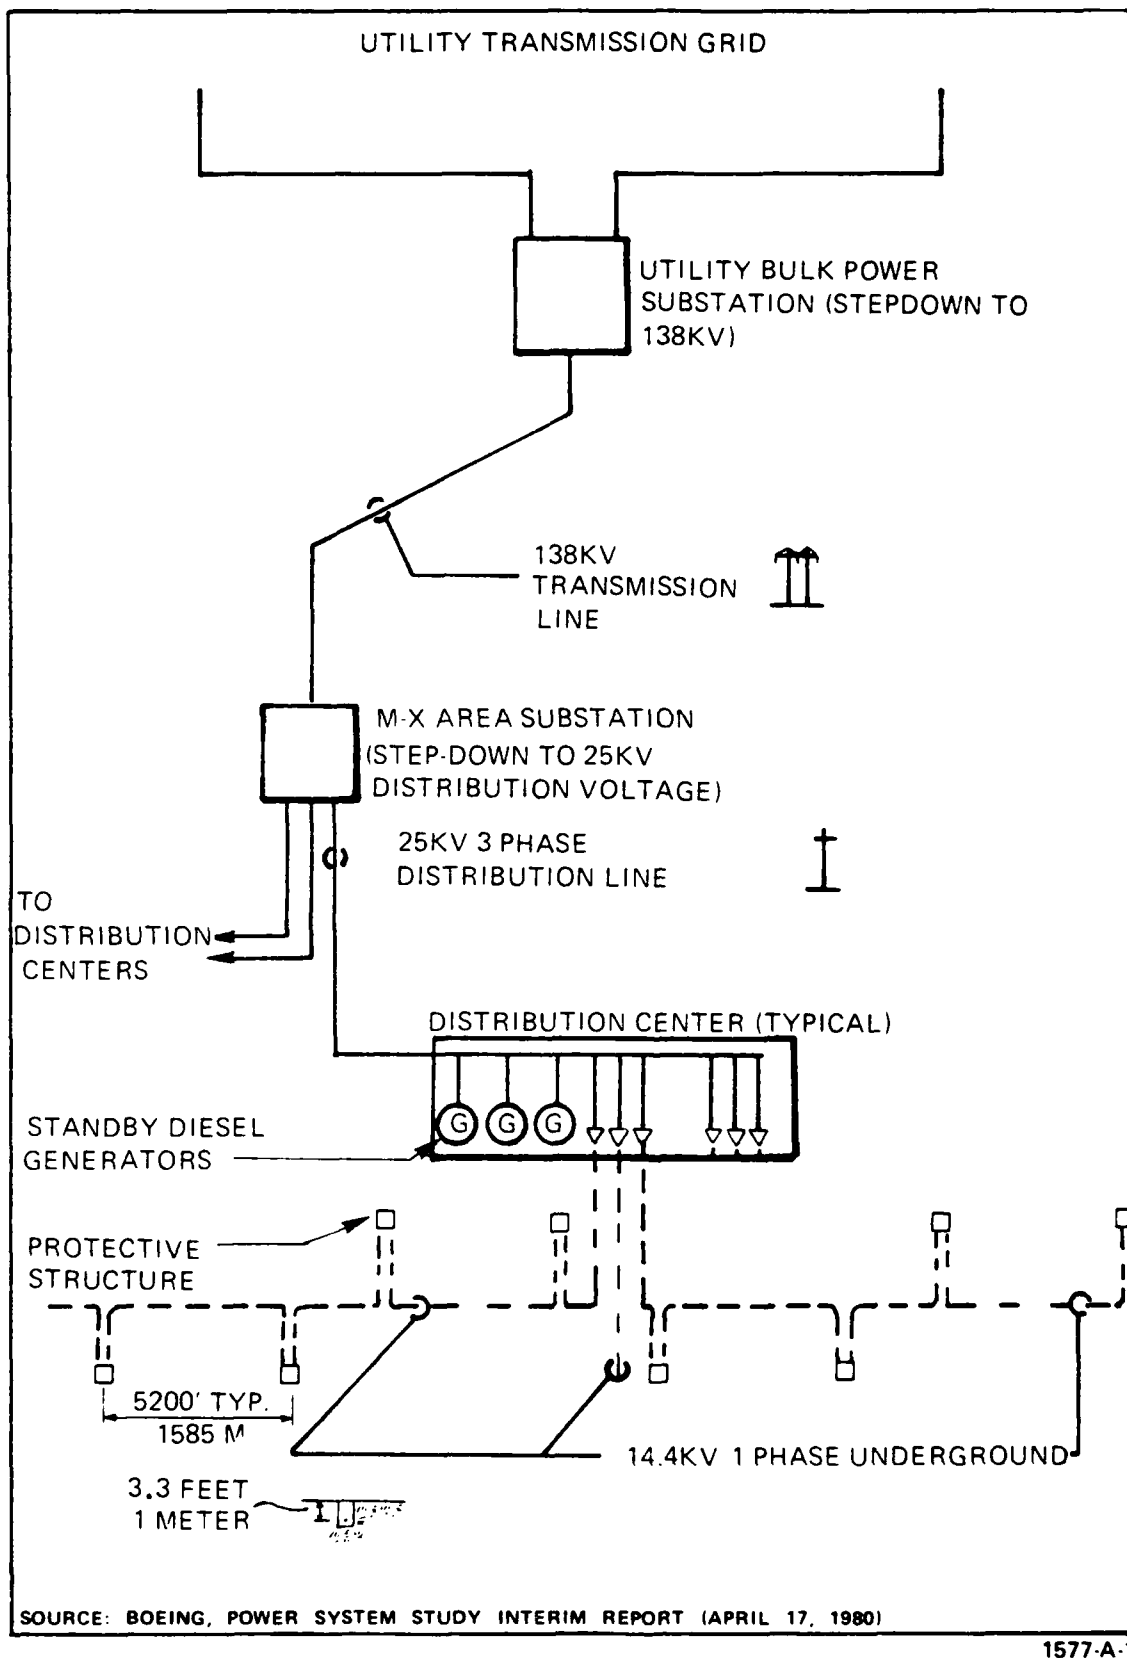 UTILITY TRANSMISSION GRID
UTILITY BULK POWER
SUBSTATION (STEPDOWN TO
138KV)
138KV
TRANSMISSION
LINE
M-X AREA SUBSTATION
(STEP-DOWN TO 25KV
DISTRIBUTION VOLTAGE)
25KV 3 PHASE
DISTRIBUTION LINE
TO
DISTRIBUTION
CENTERS
DISTRIBUTION CENTER (TYPICAL)
G G G
STANDBY DIESEL
GENERATORS
PROTECTIVE
STRUCTURE
5200' TYP.
1585 M
14.4KV 1 PHASE UNDERGROUND
3.3 FEET
1 METER
SOURCE: BOEING, POWER SYSTEM STUDY INTERIM REPORT (APRIL 17, 1980)
1577-A-